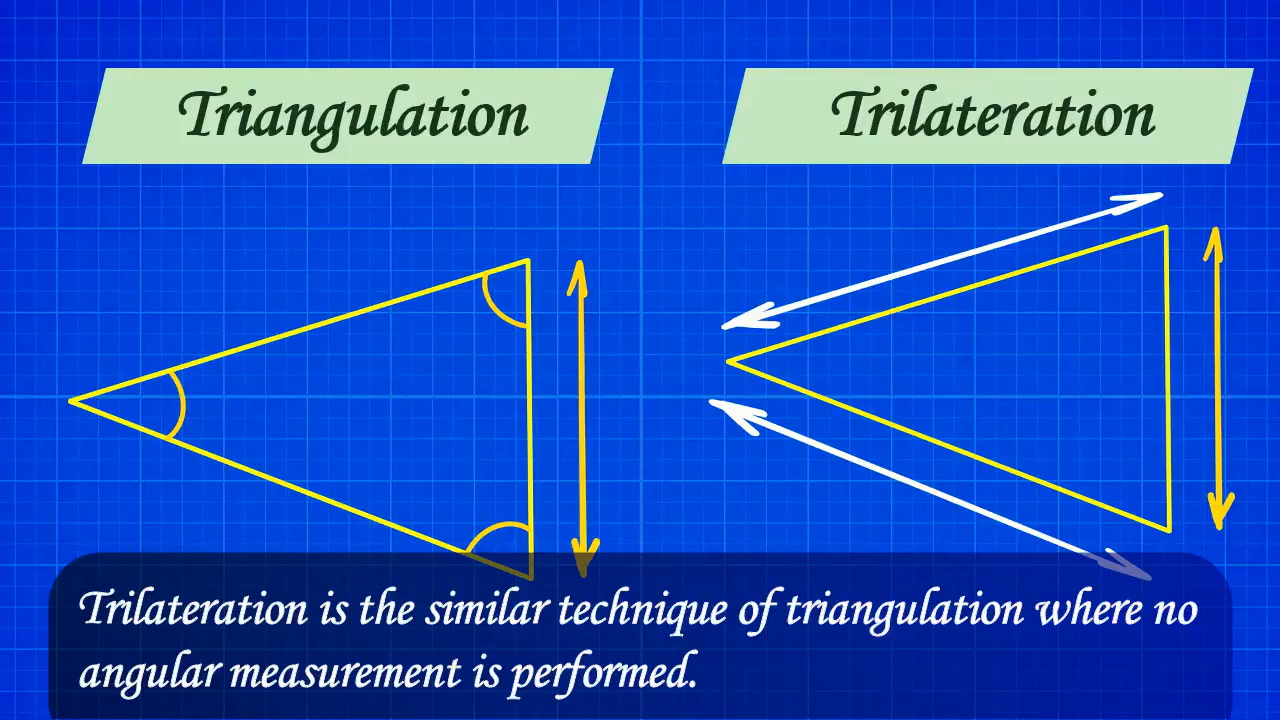 Triangulation
Trilateration
Trilateration is the similar technique of triangulation where no
angular measurement is performed.